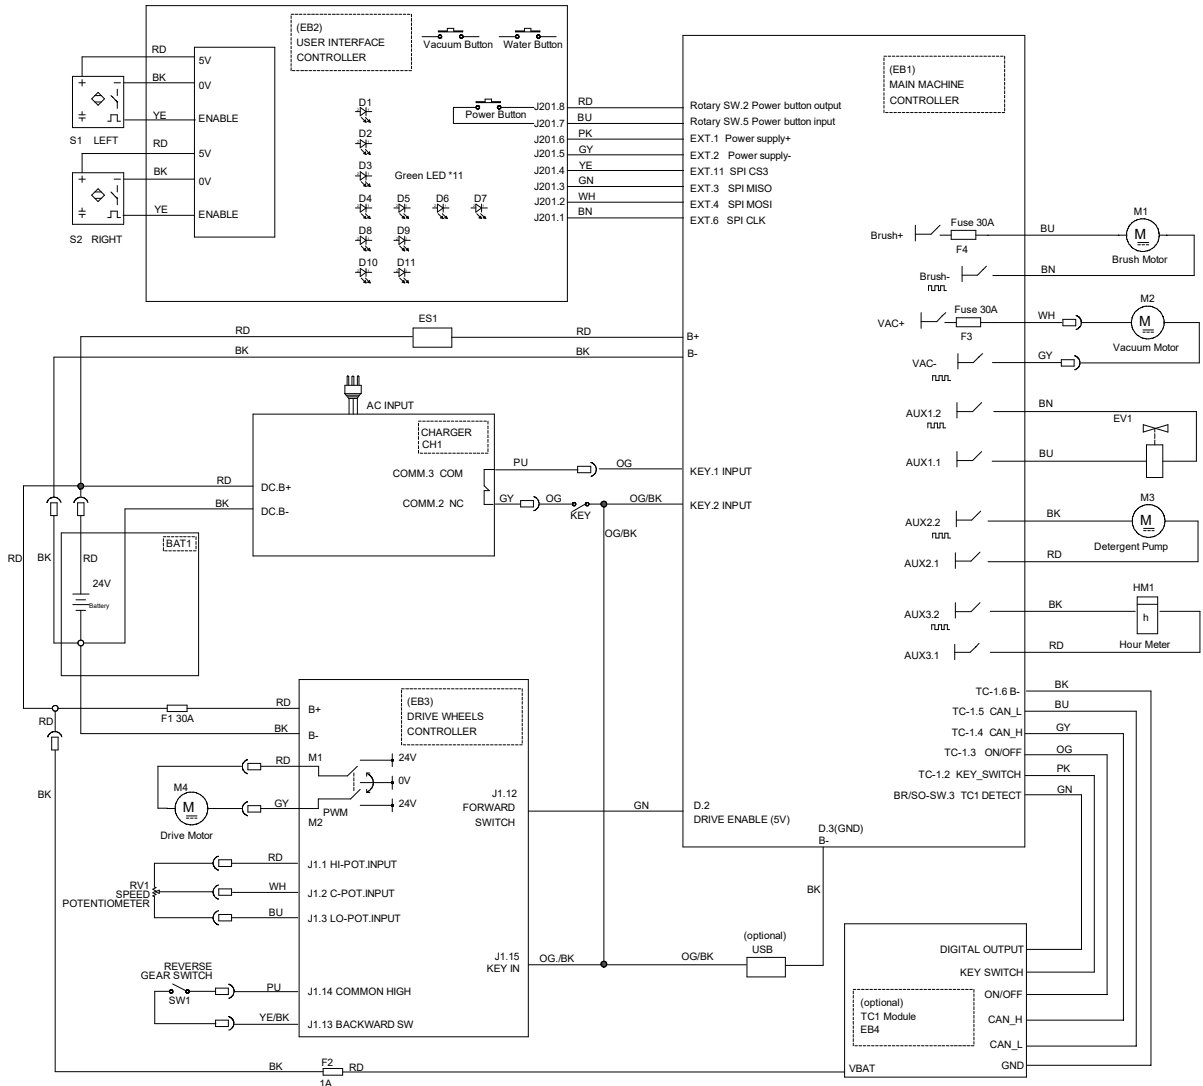 (EB2)
USER INTERFACE
CONTROLLER
Vacuum Button
Water Button
Power Button
RD
BK
YE
5V
0V
ENABLE
+
−
S1 LEFT
RD
BK
YE
5V
0V
ENABLE
+
−
S2 RIGHT
D1
D2
D3
Green LED *11
D4 D5 D6 D7
D8 D9
D10 D11
J201.8 RD Rotary SW.2 Power button output
J201.7 BU Rotary SW.5 Power button input
J201.6 PK EXT.1 Power supply+
J201.5 GY EXT.2 Power supply-
J201.4 YE EXT.11 SPI CS3
J201.3 GN EXT.3 SPI MISO
J201.2 WH EXT.4 SPI MOSI
J201.1 BN EXT.6 SPI CLK
(EB1)
MAIN MACHINE
CONTROLLER
Brush+ Fuse 30A F4 BU
M1
M
Brush Motor
Brush- BN
VAC+ Fuse 30A F3 WH
M2
M
Vacuum Motor
VAC- GY
AUX1.2 BN
EV1
AUX1.1 BU
AUX2.2 BK
M3
M
Detergent Pump
AUX2.1 RD
AUX3.2 BK
HM1
h
Hour Meter
AUX3.1 RD
RD ES1 RD B+
BK BK B-
AC INPUT
CHARGER
CH1
COMM.3 COM PU OG KEY.1 INPUT
COMM.2 NC GY OG KEY OG/BK KEY.2 INPUT
OG/BK
RD DC.B+
BK DC.B-
RD
BK
RD
BAT1
24V
Battery
TC-1.6 B- BK
TC-1.5 CAN_L BU
TC-1.4 CAN_H GY
TC-1.3 ON/OFF OG
TC-1.2 KEY_SWITCH PK
BR/SO-SW.3 TC1 DETECT GN
RD
F1 30A
RD B+
BK B-
(EB3)
DRIVE WHEELS
CONTROLLER
M4
M
Drive Motor
RD M1
GY M2
PWM
24V
0V
24V
J1.12
FORWARD
SWITCH
GN
D.2
DRIVE ENABLE (5V)
D.3(GND)
B-
BK
BK
RV1
SPEED
POTENTIOMETER
RD J1.1 HI-POT.INPUT
WH J1.2 C-POT.INPUT
BU J1.3 LO-POT.INPUT
J1.15
KEY IN
OG./BK
OG/BK
(optional)
USB
REVERSE
GEAR SWITCH
SW1
PU J1.14 COMMON HIGH
YE/BK J1.13 BACKWARD SW
DIGITAL OUTPUT
KEY SWITCH
ON/OFF
CAN_H
CAN_L
GND
(optional)
TC1 Module
EB4
BK F2 RD VBAT
1A